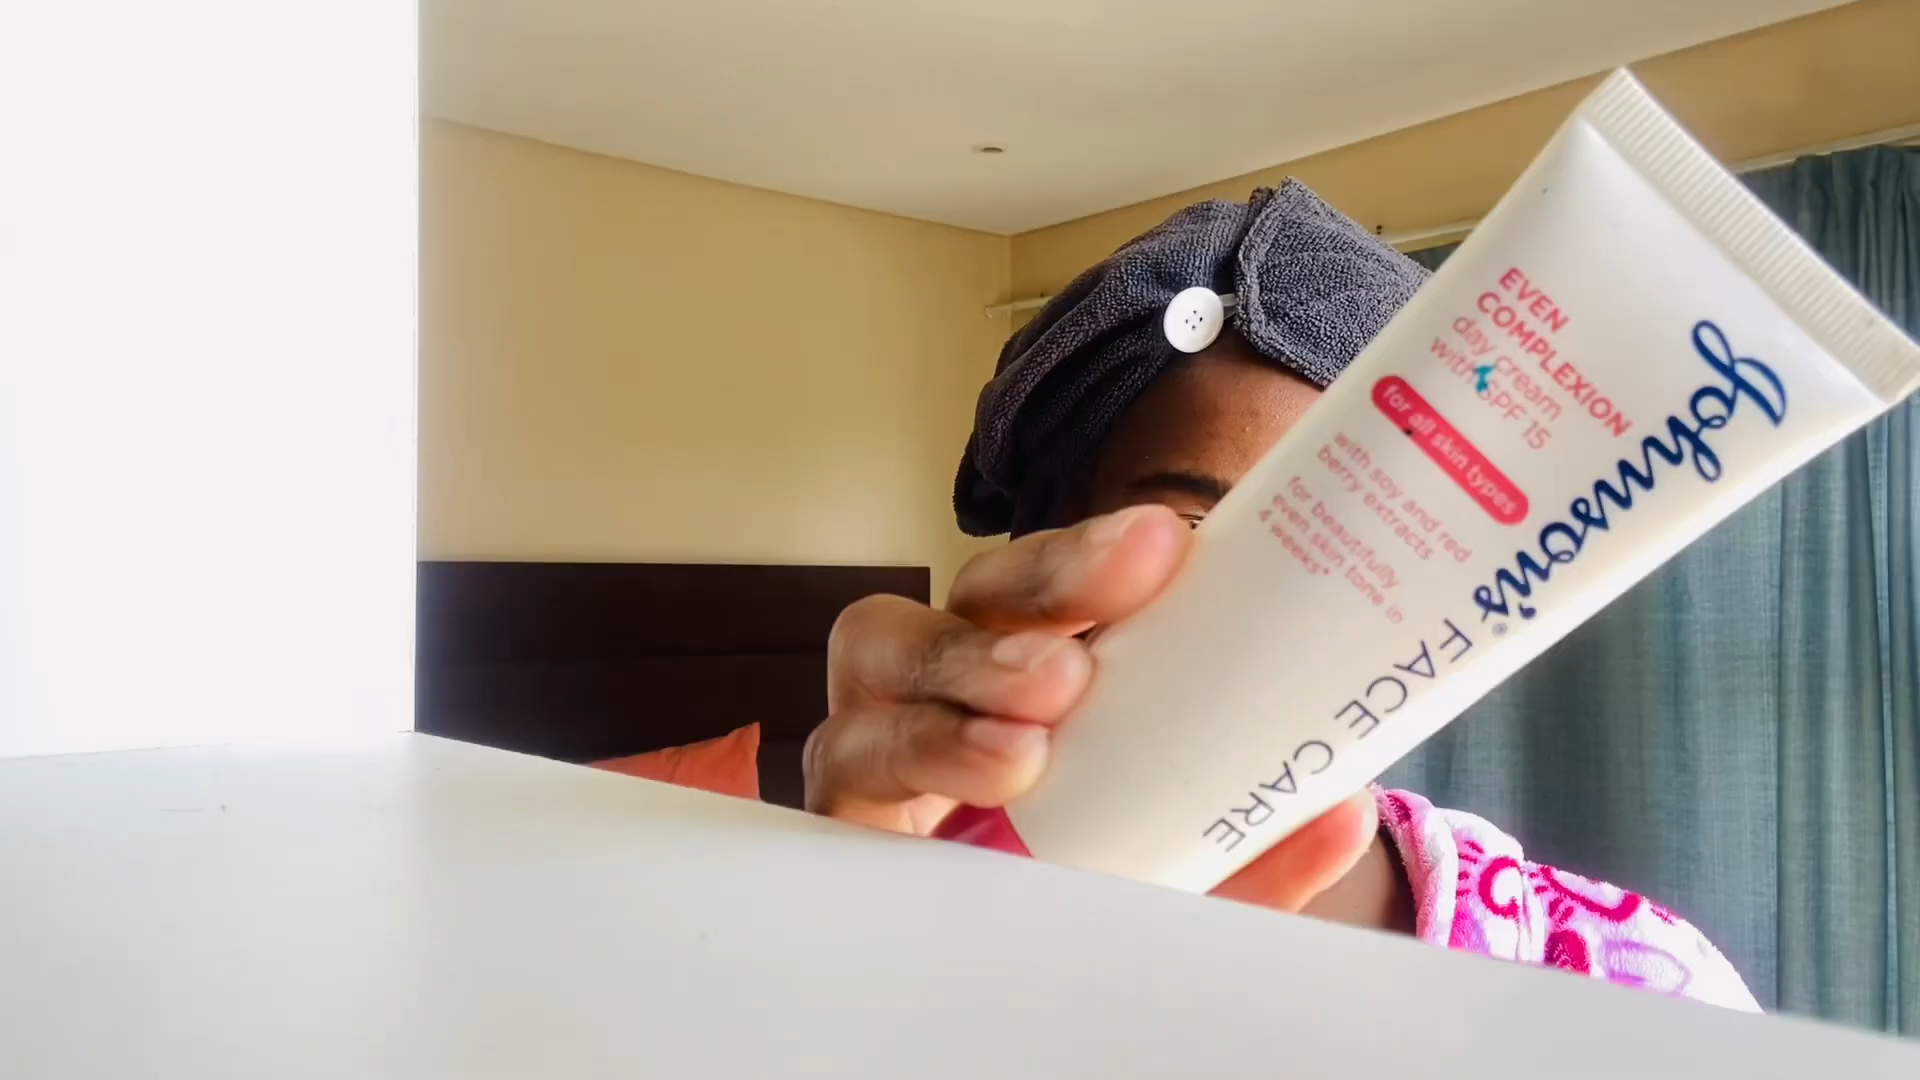 Johnson's®
FACE CARE
EVEN
COMPLEXION
day cream
with SPF 15
for all skin types
with soy and red
berry extracts
for beautifully
even skin tone in
4 weeks*